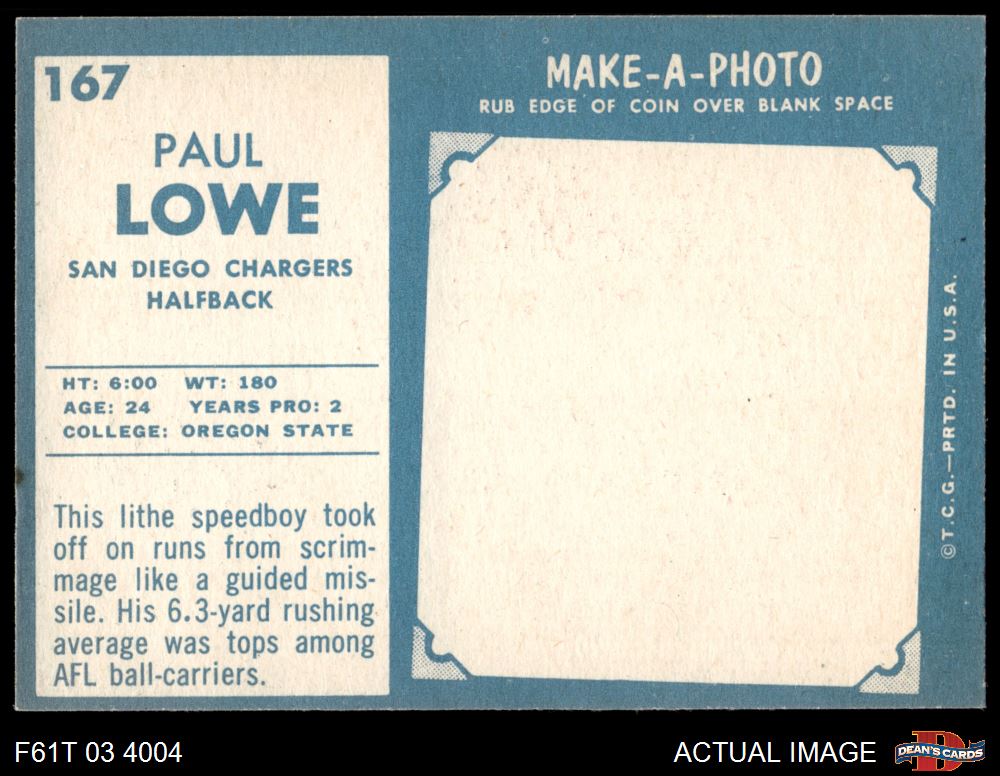 167
PAUL
LOWE
SAN DIEGO CHARGERS
HALFBACK
HT: 6:00 WT: 180
AGE: 24 YEARS PRO: 2
COLLEGE: OREGON STATE
This lithe speedboy took
off on runs from scrim-
mage like a guided mis-
sile. His 6.3-yard rushing
average was tops among
AFL ball-carriers.
MAKE-A-PHOTO
RUB EDGE OF COIN OVER BLANK SPACE
©T.C.G.—PRTD. IN U.S.A.
F61T 03 4004
ACTUAL IMAGE
D
DEAN'S CARDS